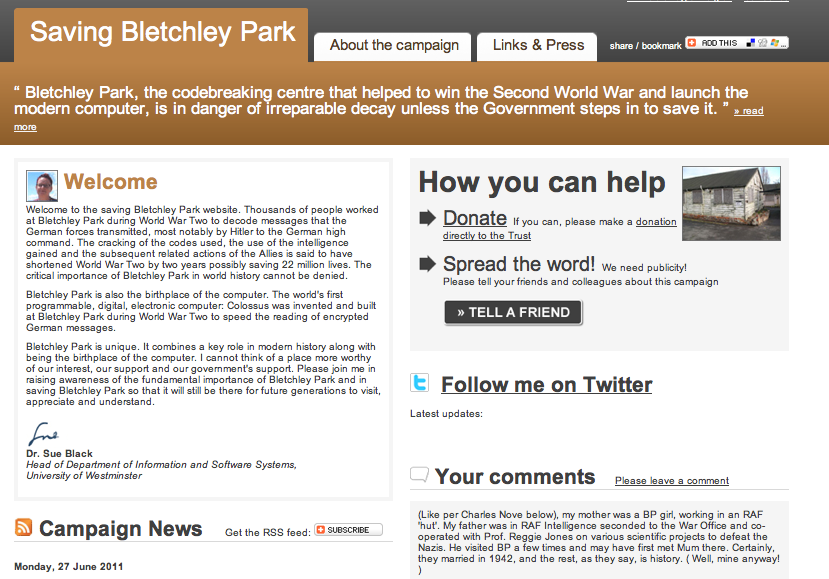 Saving Bletchley Park
About the campaign
Links & Press
share / bookmark
ADD THIS
“ Bletchley Park, the codebreaking centre that helped to win the Second World War and launch the
modern computer, is in danger of irreparable decay unless the Government steps in to save it. ” » read
more
Welcome
Welcome to the saving Bletchley Park website. Thousands of people worked
at Bletchley Park during World War Two to decode messages that the
German forces transmitted, most notably by Hitler to the German high
command. The cracking of the codes used, the use of the intelligence
gained and the subsequent related actions of the Allies is said to have
shortened World War Two by two years possibly saving 22 million lives. The
critical importance of Bletchley Park in world history cannot be denied.
Bletchley Park is also the birthplace of the computer. The world's first
programmable, digital, electronic computer: Colossus was invented and built
at Bletchley Park during World War Two to speed the reading of encrypted
German messages.
Bletchley Park is unique. It combines a key role in modern history along with
being the birthplace of the computer. I cannot think of a place more worthy
of our interest, our support and our government's support. Please join me in
raising awareness of the fundamental importance of Bletchley Park and in
saving Bletchley Park so that it will still be there for future generations to visit,
appreciate and understand.
Sue
Dr. Sue Black
Head of Department of Information and Software Systems,
University of Westminster
Campaign News
Get the RSS feed:
SUBSCRIBE
Monday, 27 June 2011
How you can help
Donate If you can, please make a donation
directly to the Trust
Spread the word! We need publicity!
Please tell your friends and colleagues about this campaign
» TELL A FRIEND
Follow me on Twitter
Latest updates:
Your comments
Please leave a comment
(Like per Charles Nove below), my mother was a BP girl, working in an RAF
'hut'. My father was in RAF Intelligence seconded to the War Office and co-
operated with Prof. Reggie Jones on various scientific projects to defeat the
Nazis. He visited BP a few times and may have first met Mum there. Certainly,
they married in 1942, and the rest, as they say, is history. ( Well, mine anyway!
)